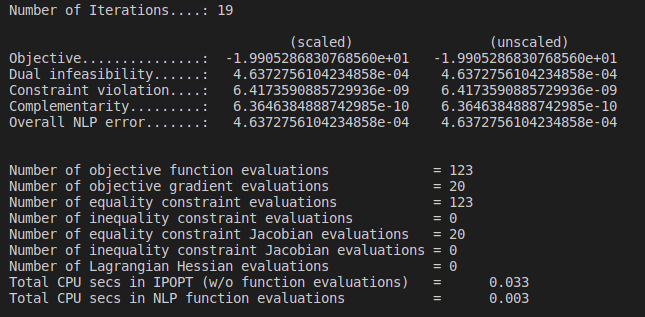 Number of Iterations....: 19
(scaled) (unscaled)
Objective...............: -1.9905286830768560e+01 -1.9905286830768560e+01
Dual infeasibility......: 4.6372756104234858e-04 4.6372756104234858e-04
Constraint violation....: 6.4173590885729936e-09 6.4173590885729936e-09
Complementarity.........: 6.3646384888742985e-10 6.3646384888742985e-10
Overall NLP error.......: 4.6372756104234858e-04 4.6372756104234858e-04
Number of objective function evaluations = 123
Number of objective gradient evaluations = 20
Number of equality constraint evaluations = 123
Number of inequality constraint evaluations = 0
Number of equality constraint Jacobian evaluations = 20
Number of inequality constraint Jacobian evaluations = 0
Number of Lagrangian Hessian evaluations = 0
Total CPU secs in IPOPT (w/o function evaluations) = 0.033
Total CPU secs in NLP function evaluations = 0.003